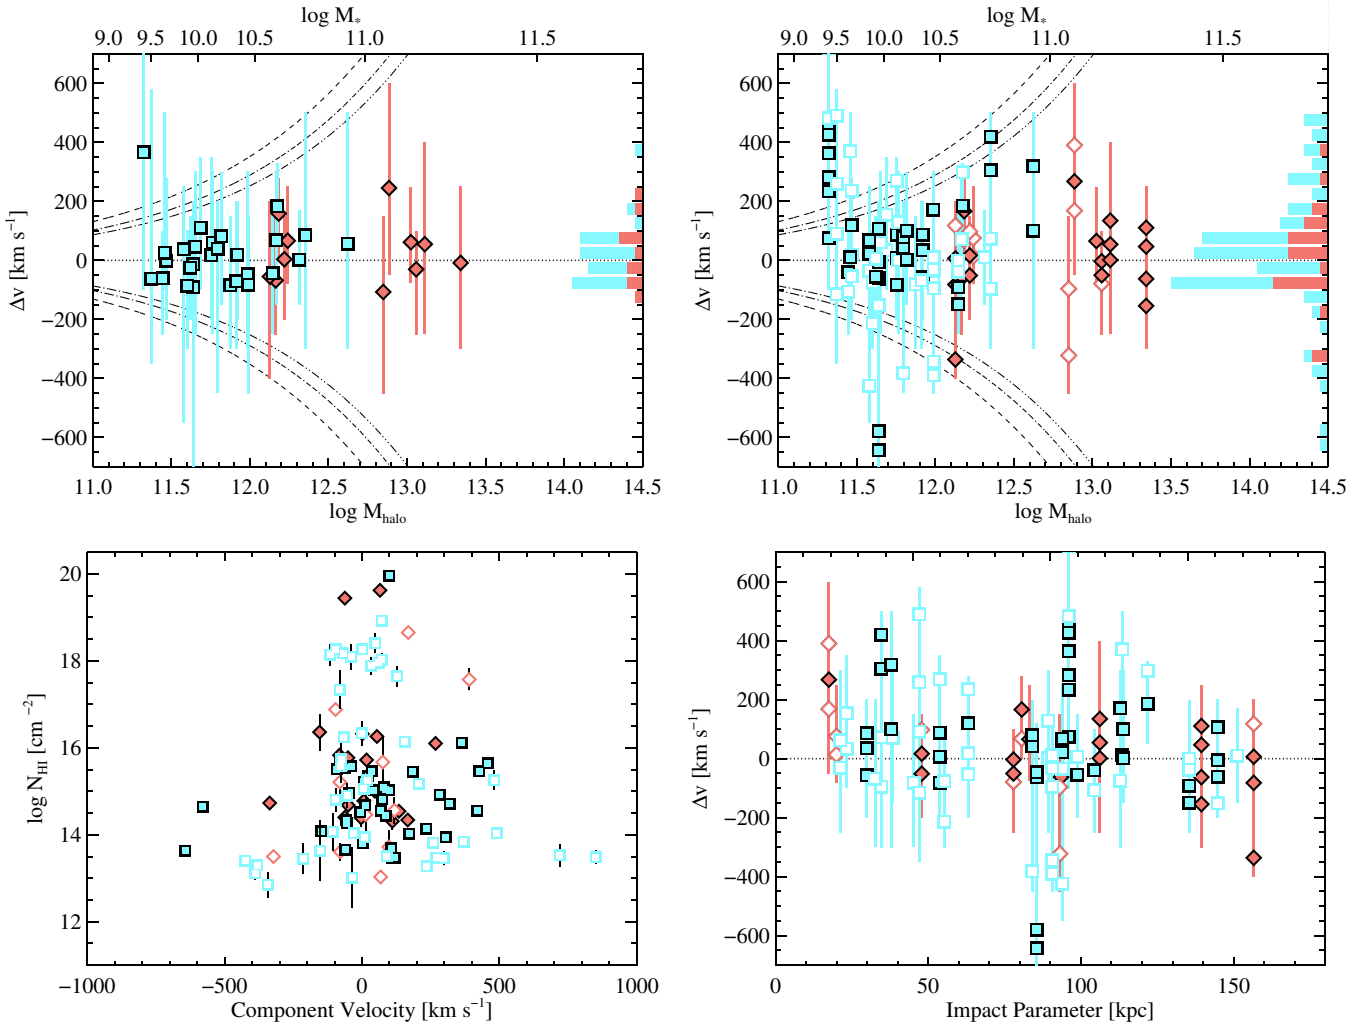 log M* log M*
9.0 9.5 10.0 10.5 11.0 11.5 9.0 9.5 10.0 10.5 11.0 11.5
600 600
400 400
200 200
0 0
−200 −200
−400 −400
−600 −600
Δv [km s−1] Δv [km s−1]
11.0 11.5 12.0 12.5 13.0 13.5 14.0 14.5 11.0 11.5 12.0 12.5 13.0 13.5 14.0 14.5
log Mhalo log Mhalo
20 600
18 400
16 200
14 0
12 −200
−400
−600
log NHI [cm−2] Δv [km s−1]
−1000 −500 0 500 1000 0 50 100 150
Component Velocity [km s−1] Impact Parameter [kpc]